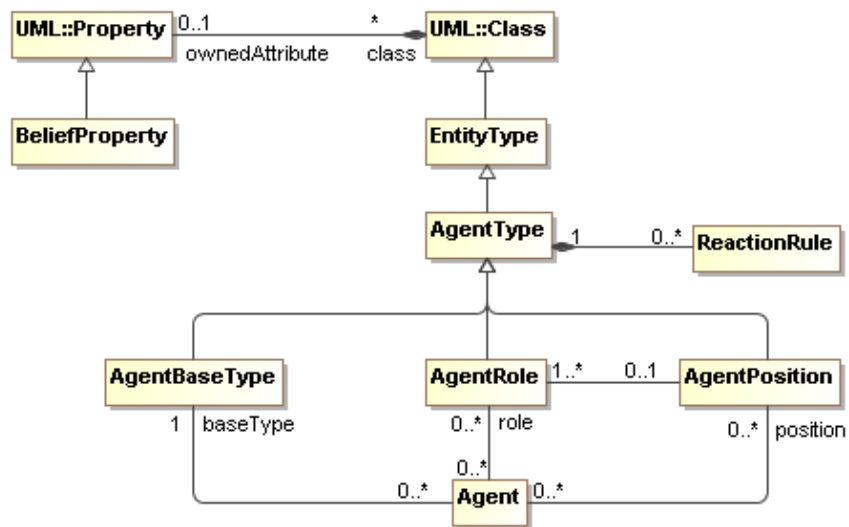 UML::Property 0..1 * UML::Class
ownedAttribute class
BeliefProperty EntityType
AgentType 1 0..* ReactionRule
AgentBaseType AgentRole 1..* 0..1 AgentPosition
1 baseType 0..* role 0..* position
0..*
0..* Agent 0..*